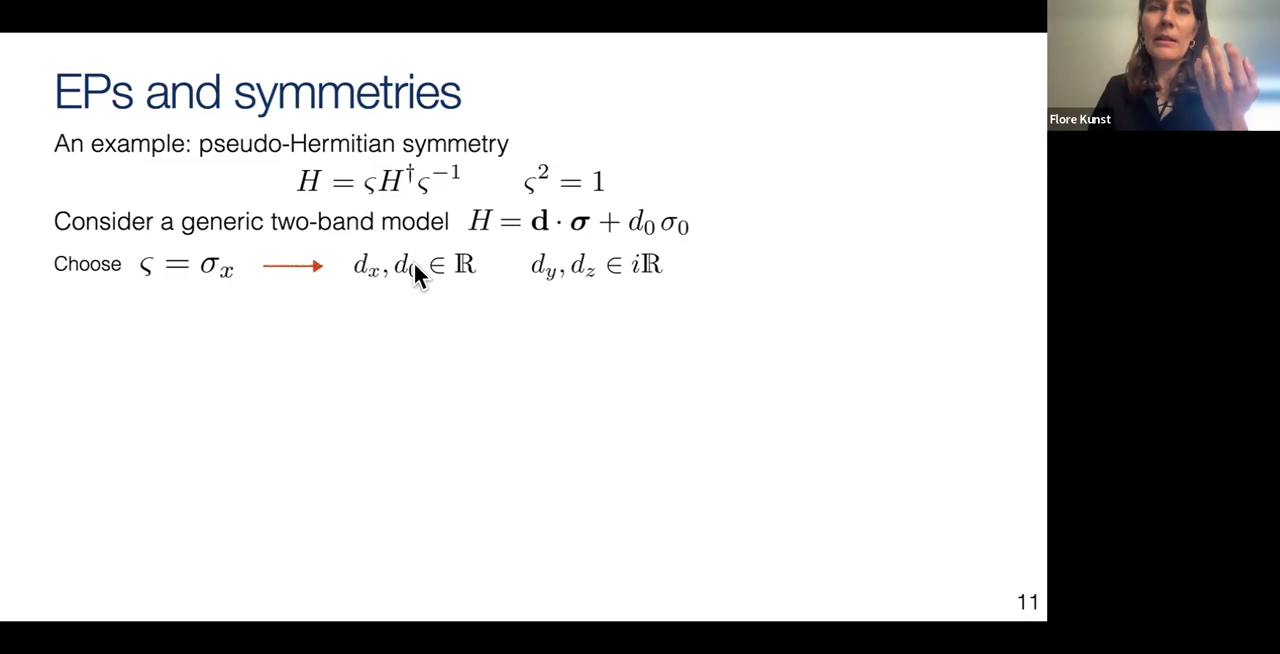 EPs and symmetries
An example: pseudo-Hermitian symmetry
H = ςH†ς⁻¹ ς² = 1
Consider a generic two-band model H = d · σ + d₀ σ₀
Choose ς = σₓ ⟶ dₓ, d₀ ∈ ℝ d_y, d_z ∈ iℝ
11
Flore Kunst